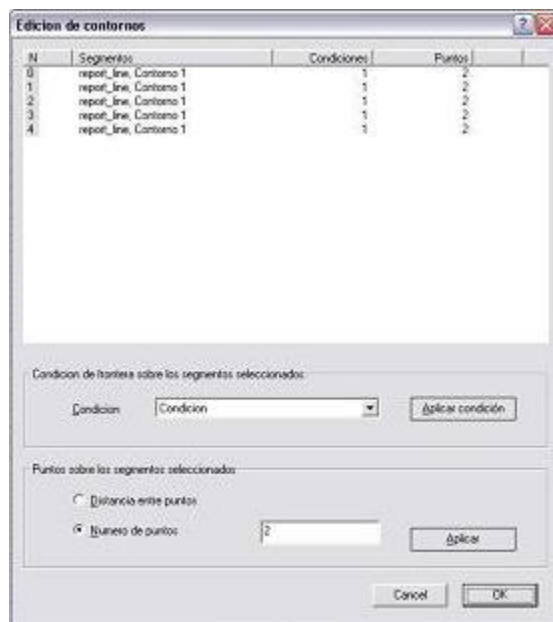 Edicion de contornos
N Segmentos Condiciones Puntos
0 report_line, Contorno 1 1 2
1 report_line, Contorno 1 1 2
2 report_line, Contorno 1 1 2
3 report_line, Contorno 1 1 2
4 report_line, Contorno 1 1 2
Condicion de frontera sobre los segmentos seleccionados
Condicion Condicion Aplicar condición
Puntos sobre los segmentos seleccionados
Distancia entre puntos
Numero de puntos 2 Aplicar
Cancel OK